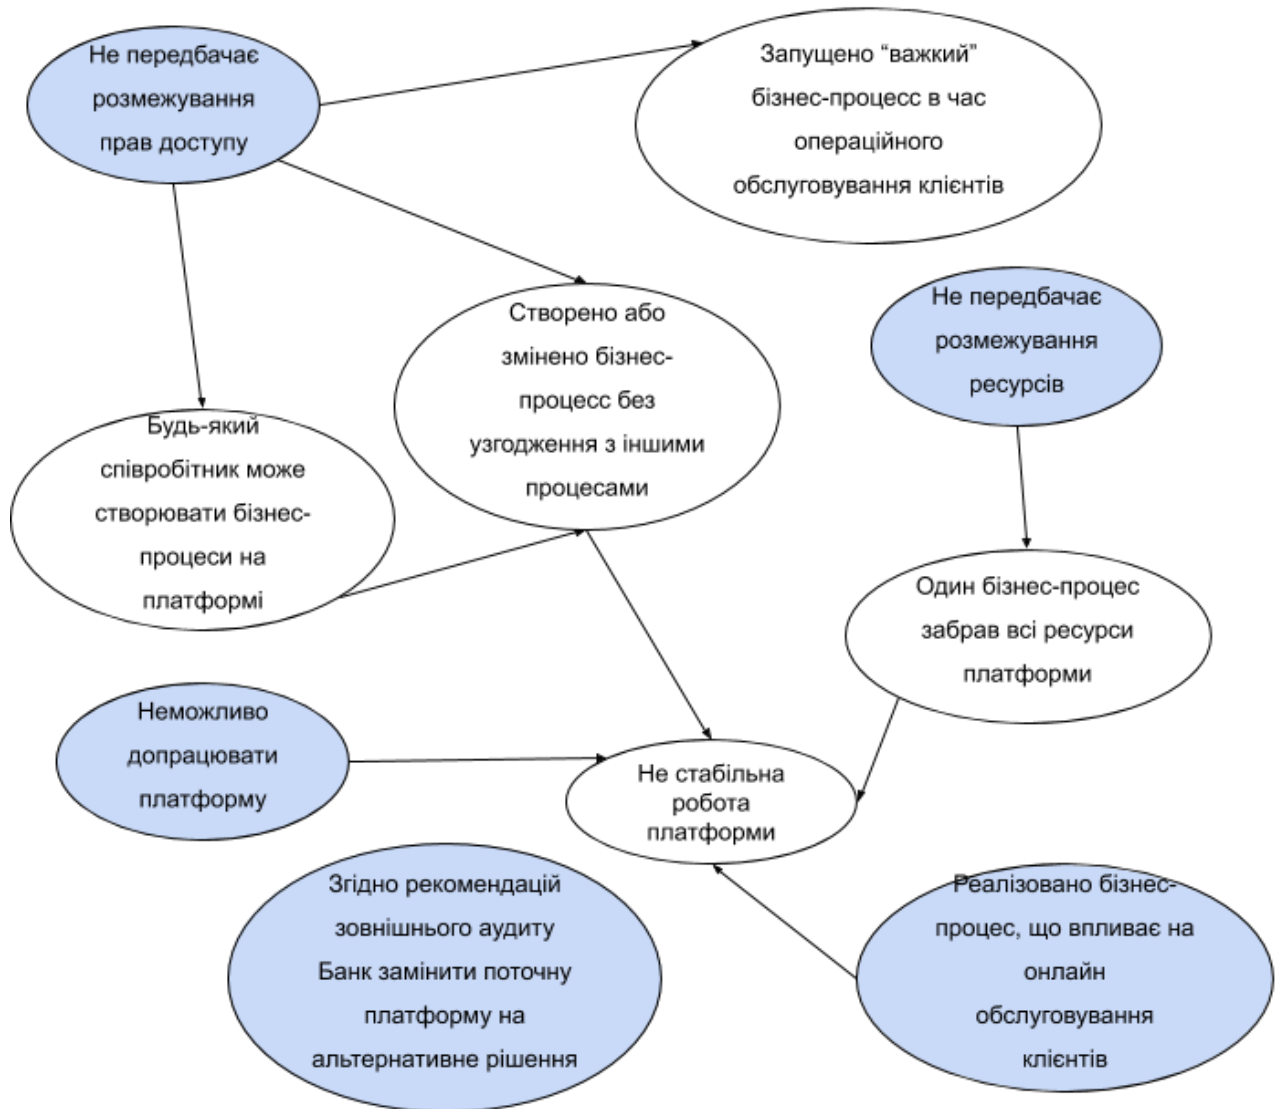 Не передбачає
розмежування
прав доступу
Запущено “важкий”
бізнес-процесс в час
операційного
обслуговування клієнтів
Створено або
змінено бізнес-
процесс без
узгодження з іншими
процесами
Не передбачає
розмежування
ресурсів
Будь-який
співробітник може
створювати бізнес-
процеси на
платформі
Один бізнес-процес
забрав всі ресурси
платформи
Неможливо
допрацювати
платформу
Не стабільна
робота
платформи
Згідно рекомендацій
зовнішнього аудиту
Банк замінити поточну
платформу на
альтернативне рішення
Реалізовано бізнес-
процес, що впливає на
онлайн
обслуговування
клієнтів